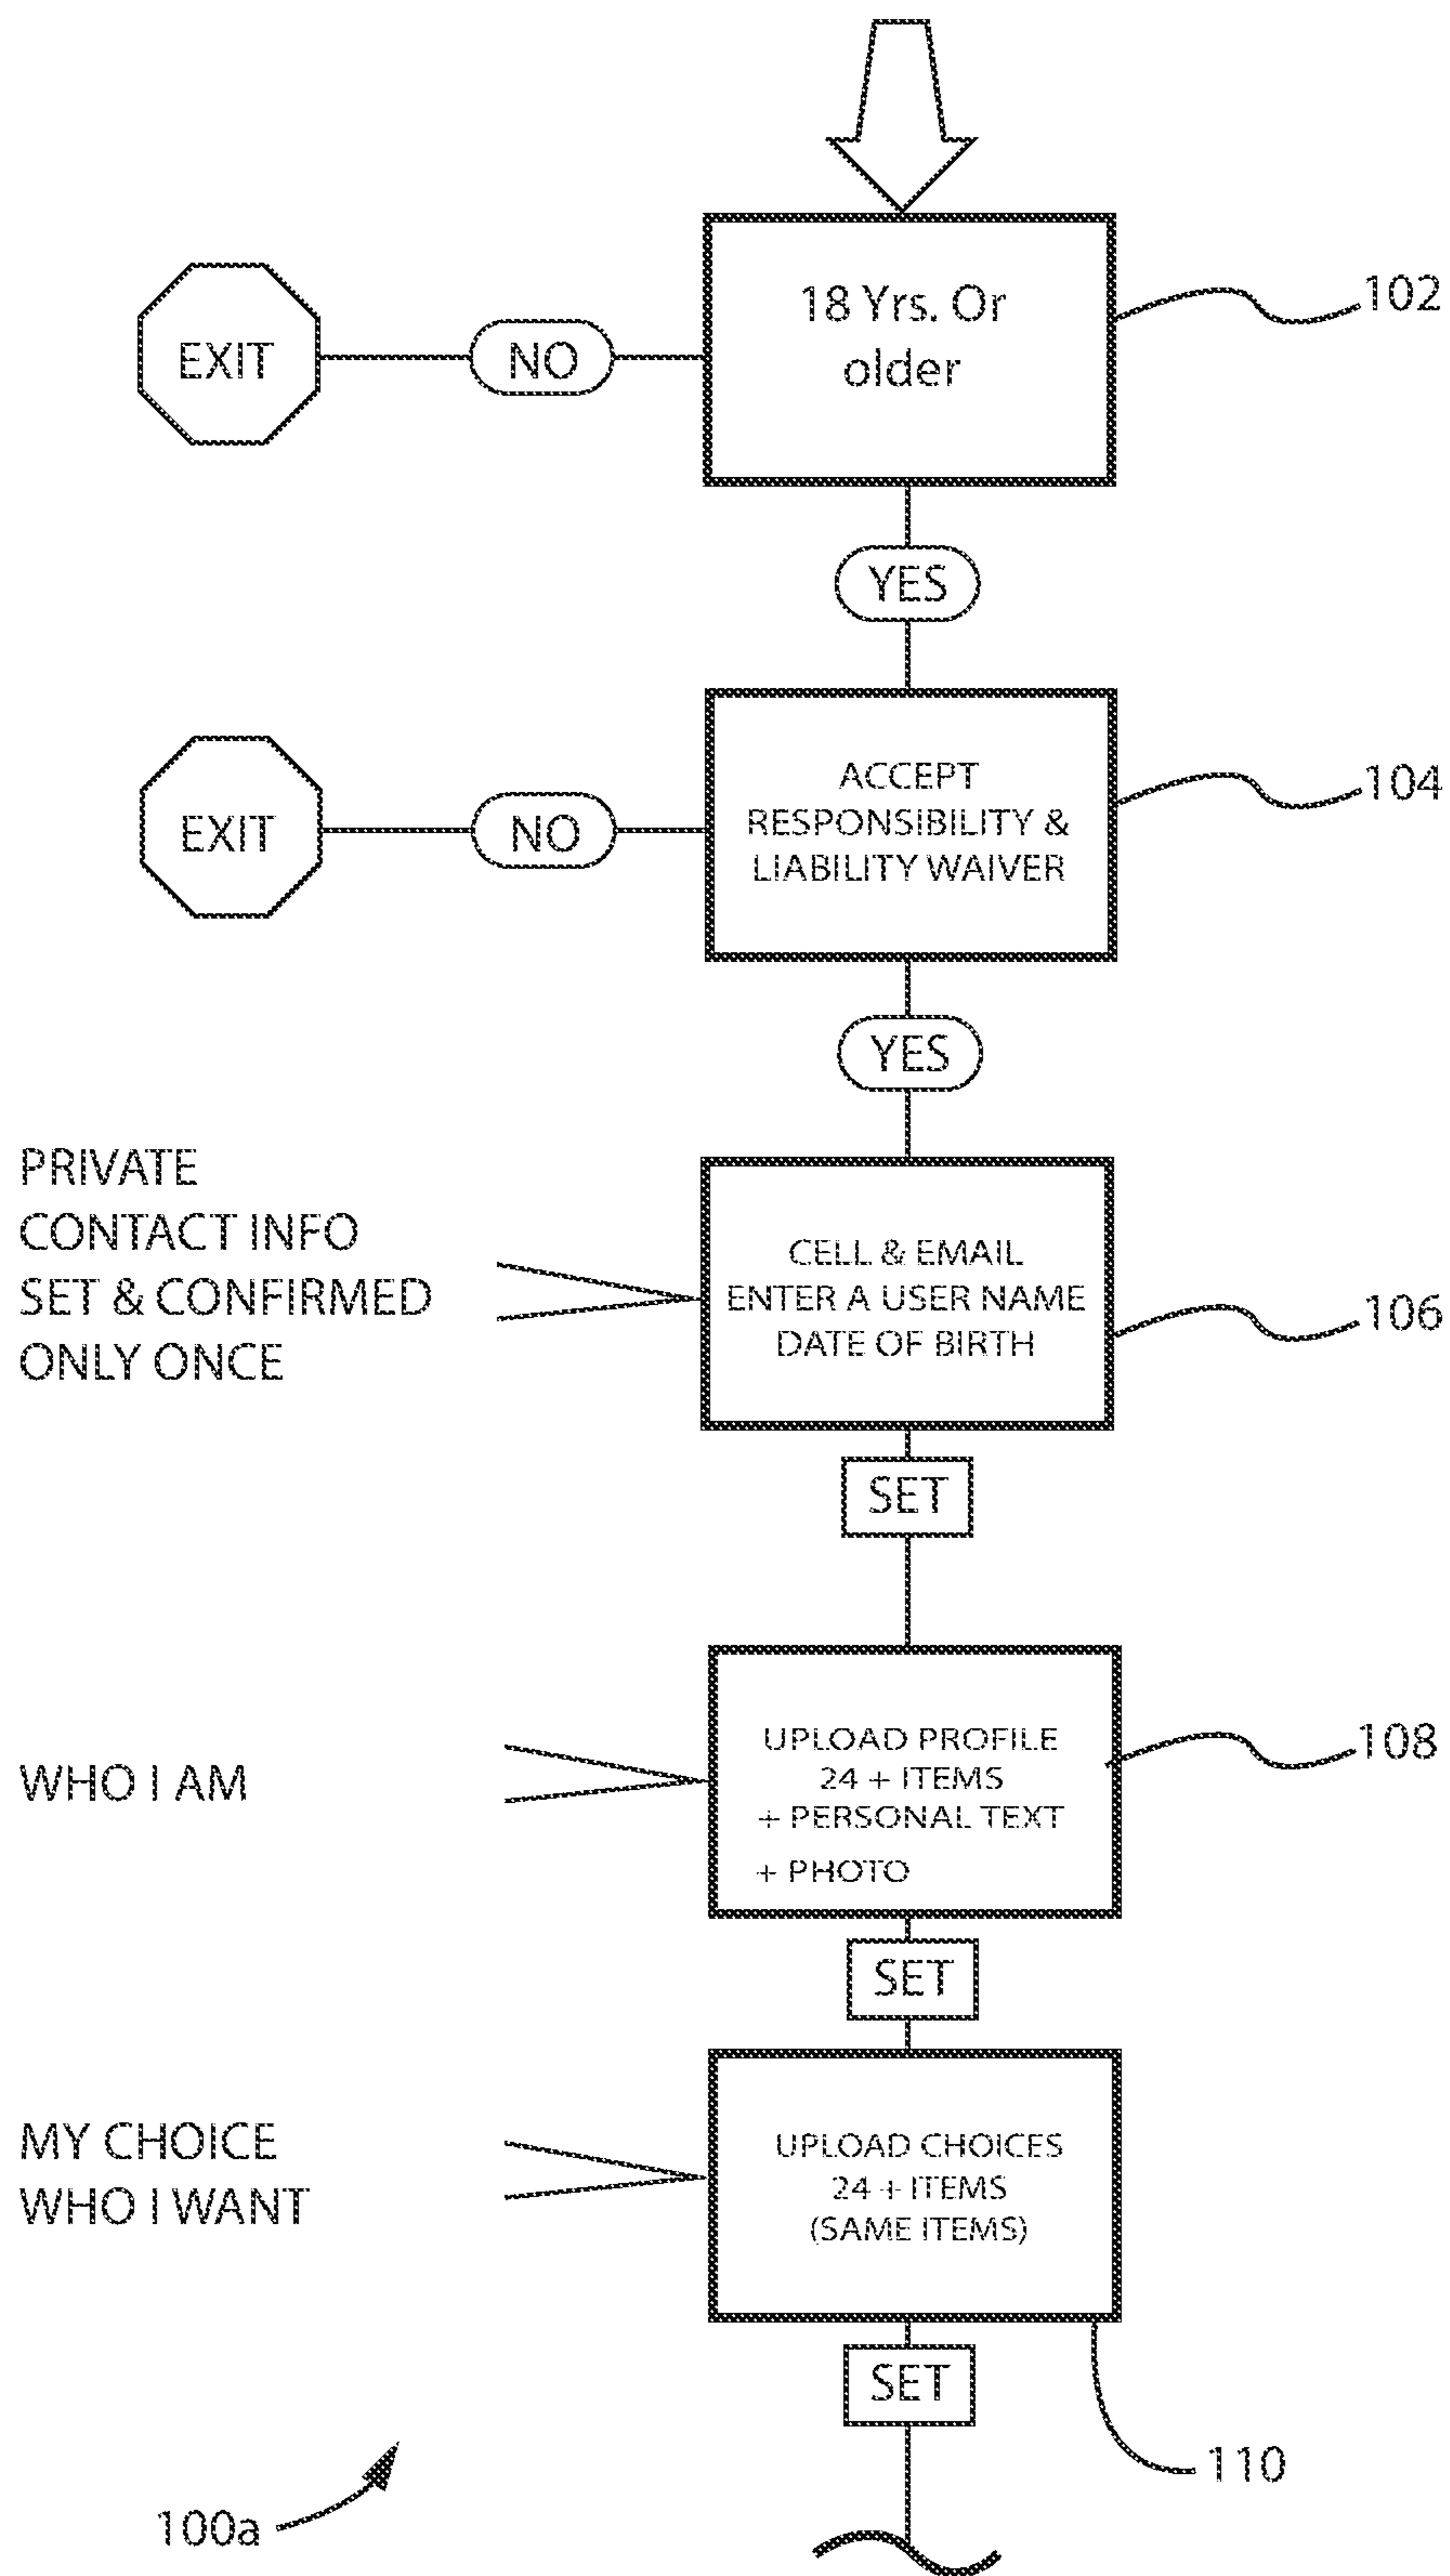 18 Yrs. Or
older
102
EXIT
NO
YES
ACCEPT
RESPONSIBILITY &
LIABILITY WAIVER
104
EXIT
NO
YES
PRIVATE
CONTACT INFO
SET & CONFIRMED
ONLY ONCE
CELL & EMAIL
ENTER A USER NAME
DATE OF BIRTH
106
SET
WHO I AM
UPLOAD PROFILE
24 + ITEMS
+ PERSONAL TEXT
+ PHOTO
108
SET
MY CHOICE
WHO I WANT
UPLOAD CHOICES
24 + ITEMS
(SAME ITEMS)
110
SET
100a